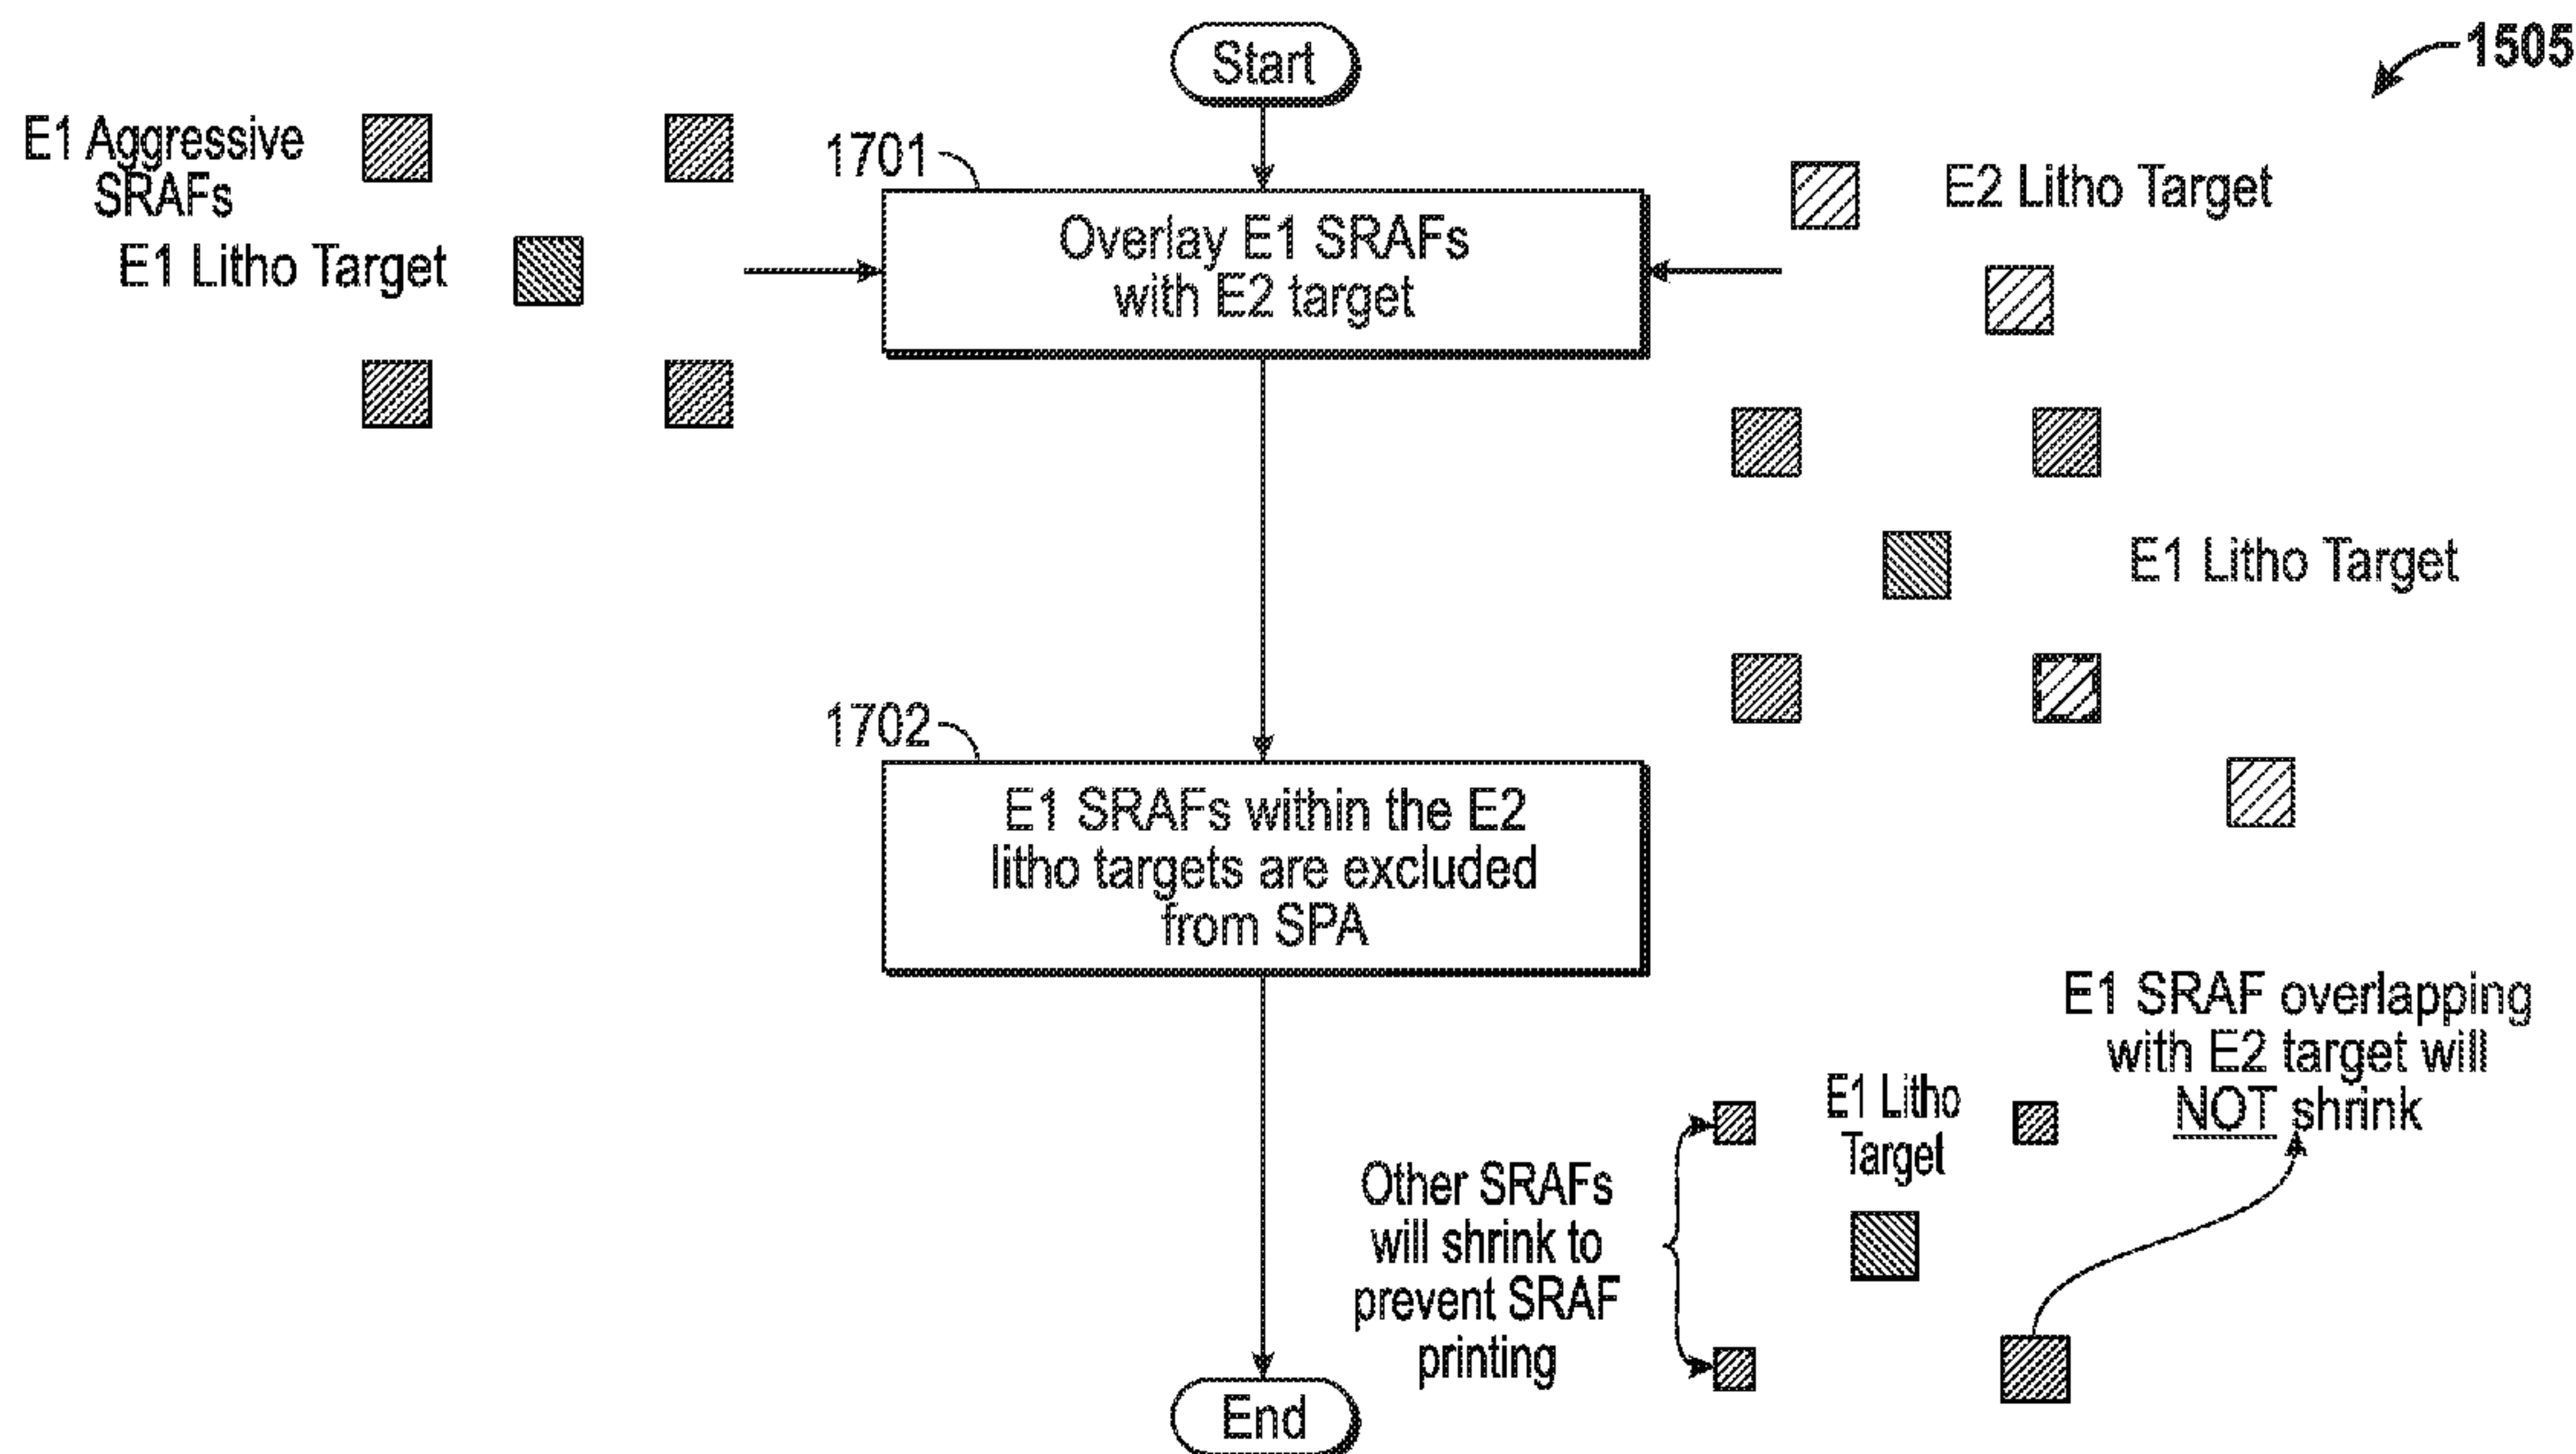 Start
1505
E1 Aggressive
SRAFs
E1 Litho Target
1701
Overlay E1 SRAFs
with E2 target
E2 Litho Target
E1 Litho Target
1702
E1 SRAFs within the E2
litho targets are excluded
from SPA
E1 SRAF overlapping
with E2 target will
NOT shrink
E1 Litho
Target
Other SRAFs
will shrink to
prevent SRAF
printing
End